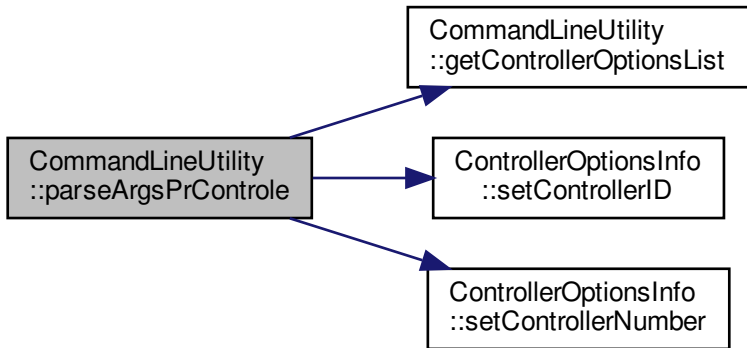 CommandLineUtility
::getControllerOptionsList
CommandLineUtility
::parseArgsPrControle
ControllerOptionsInfo
::setControllerID
ControllerOptionsInfo
::setControllerNumber